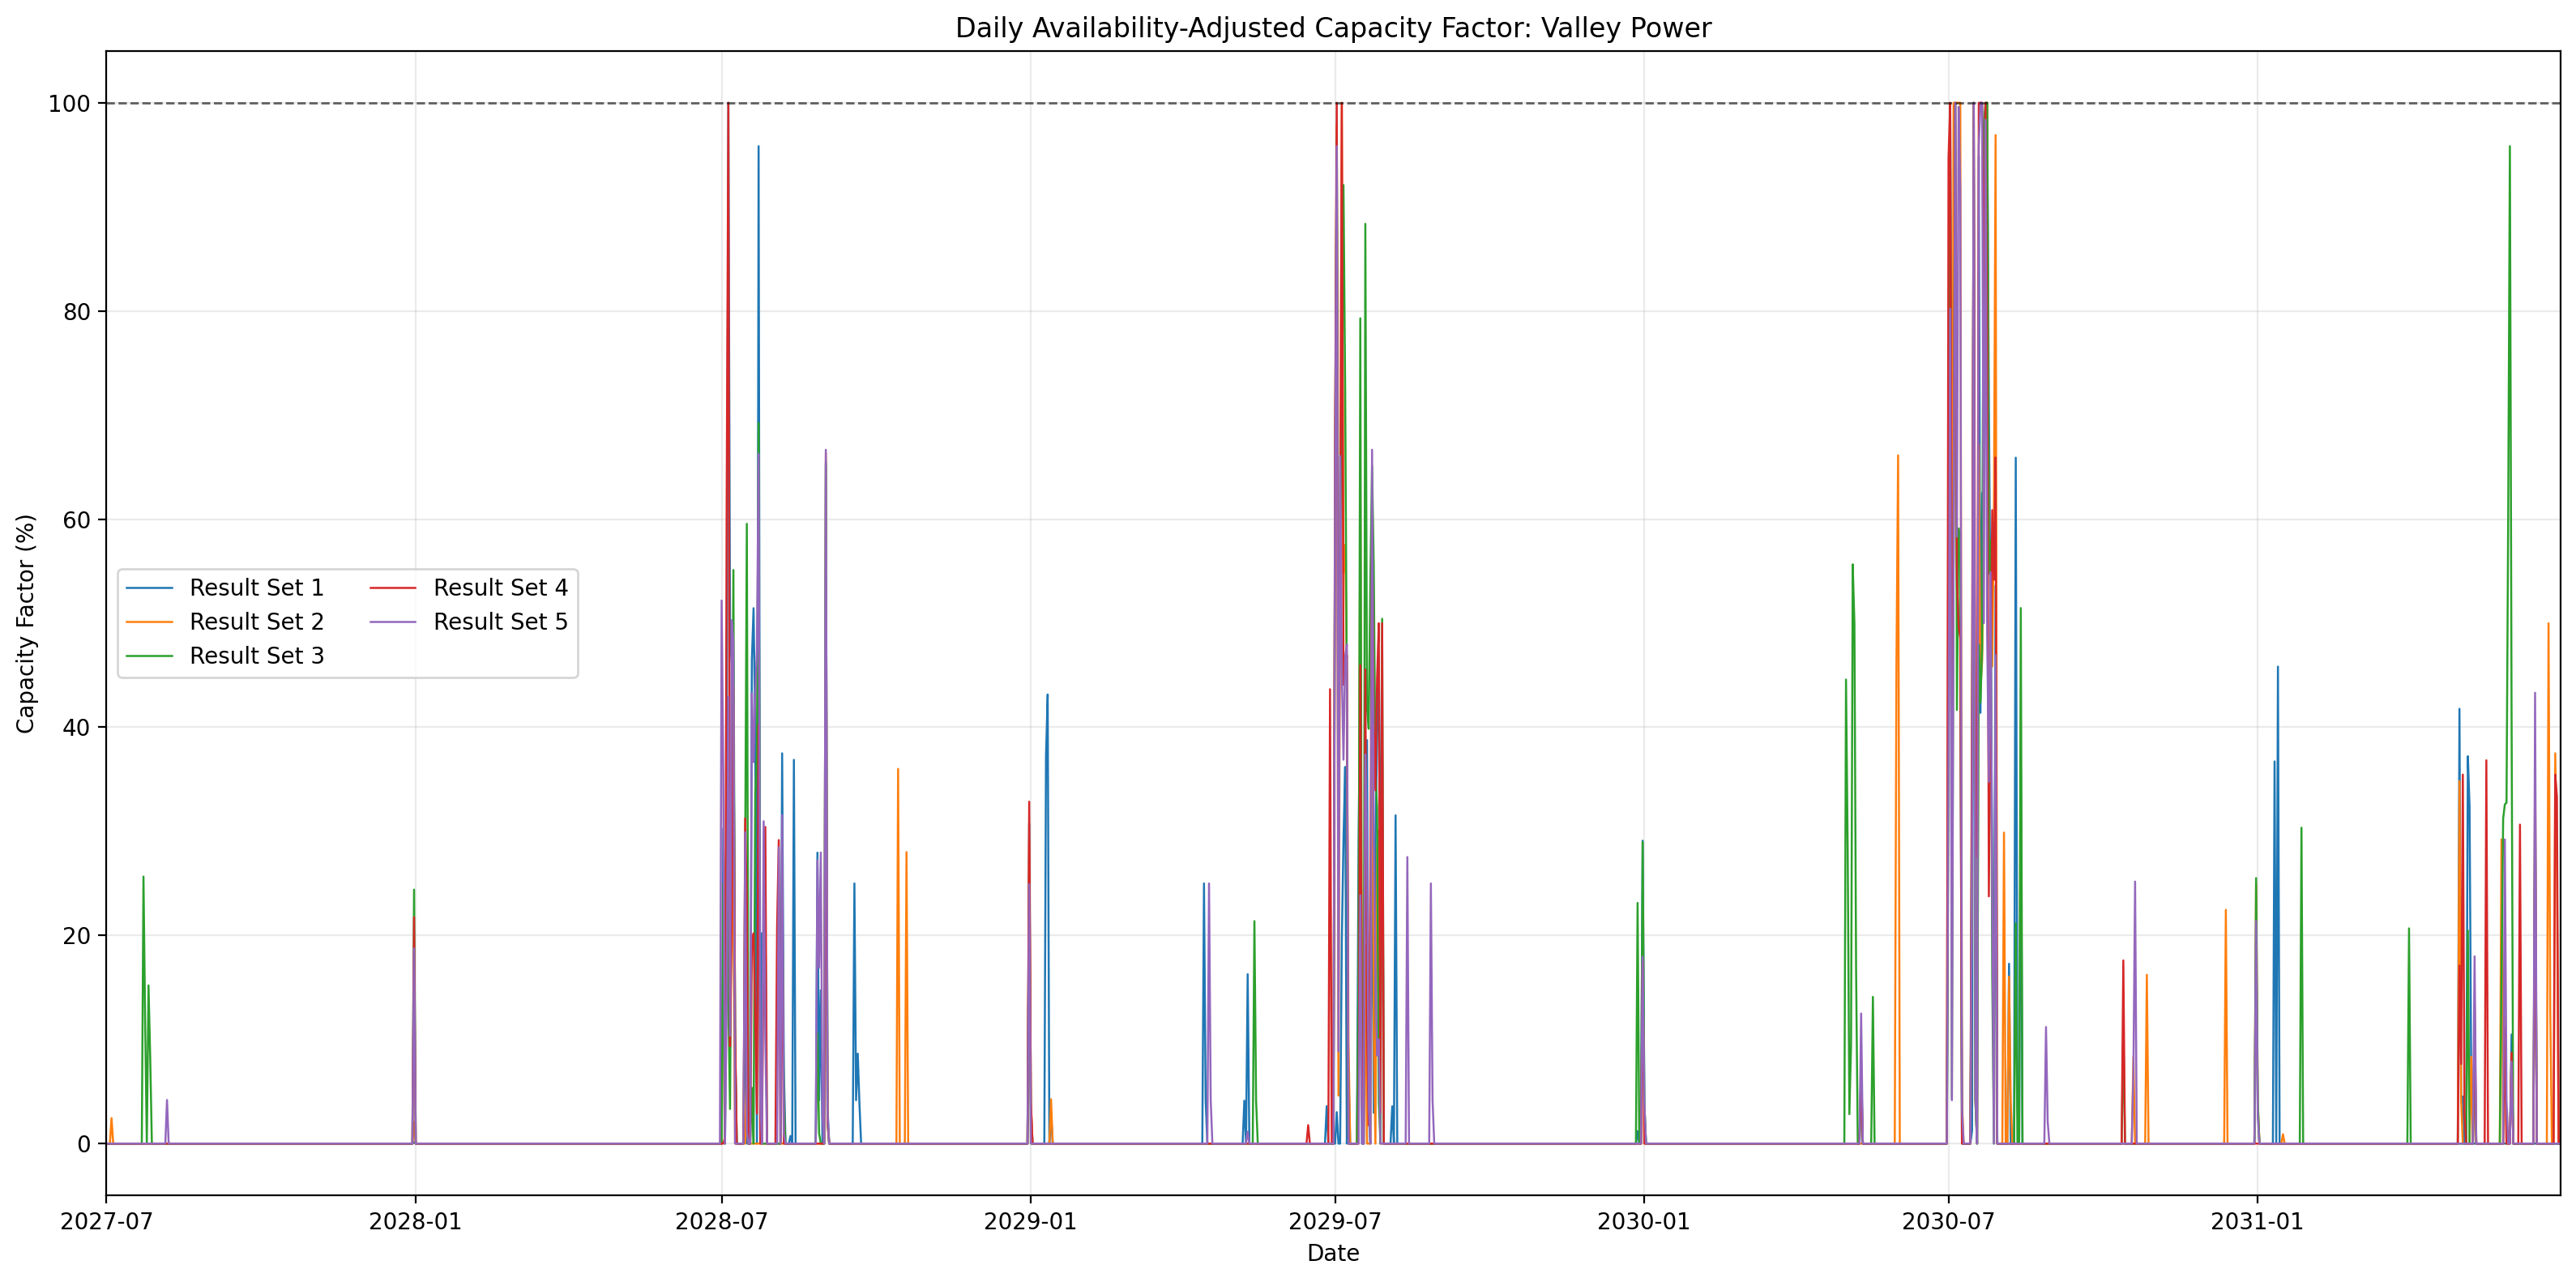 Daily Availability-Adjusted Capacity Factor: Valley Power
100
80
60
40
20
0
Capacity Factor (%)
Result Set 1
Result Set 2
Result Set 3
Result Set 4
Result Set 5
2027-07
2028-01
2028-07
2029-01
2029-07
2030-01
2030-07
2031-01
Date